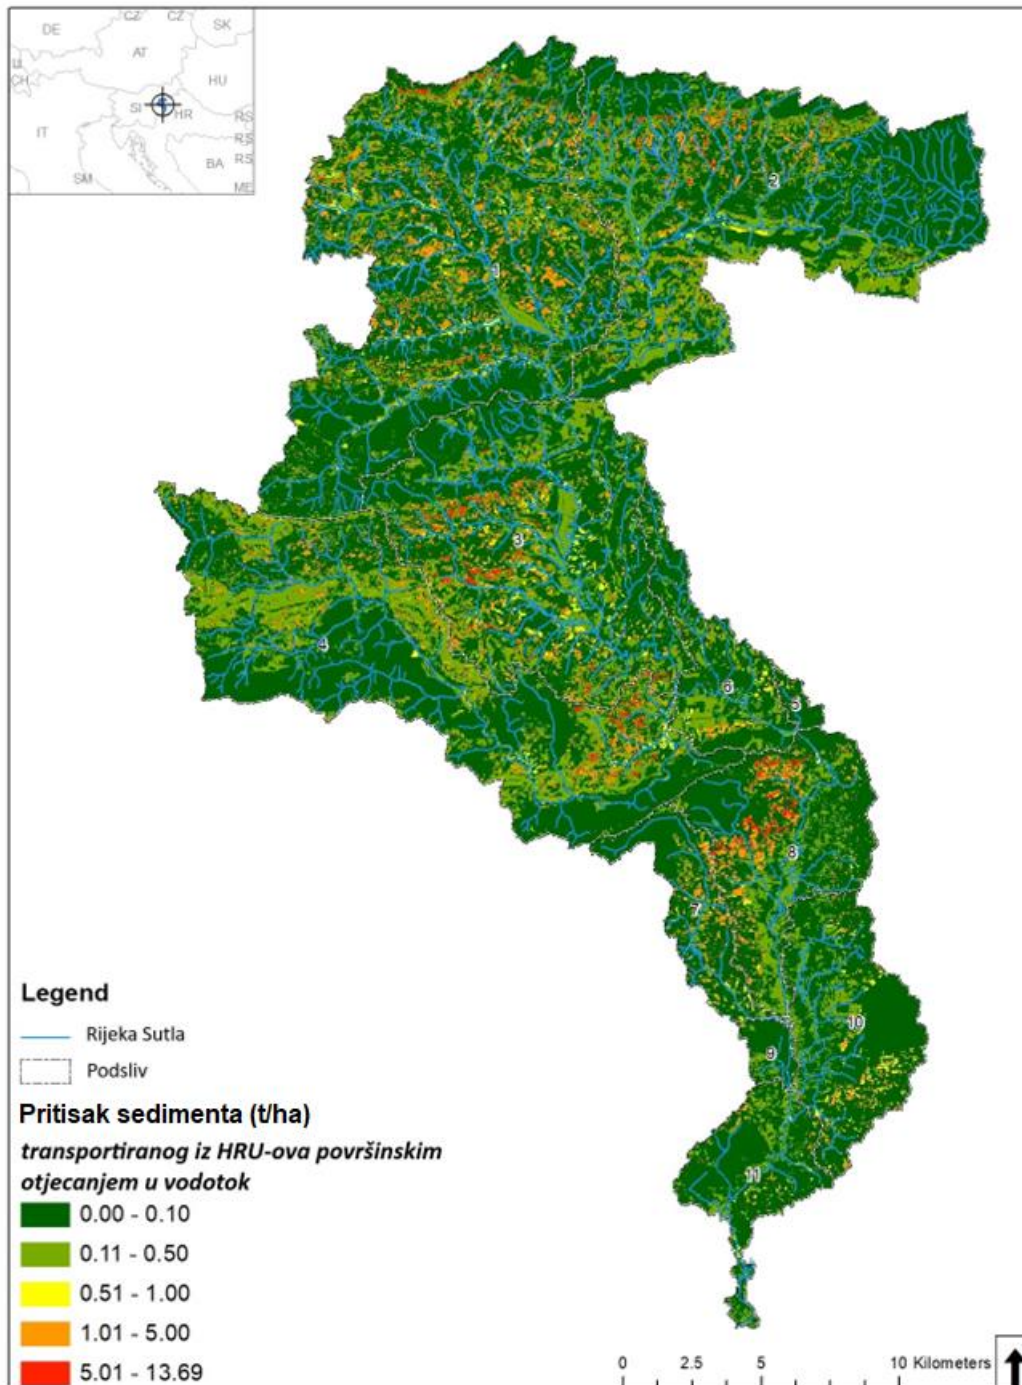 DE
CZ
CZ
SK
AT
LI
CH
HU
SI
HR
RS
IT
RS
BA
RS
SM
ME
2
1
3
4
6
5
8
7
10
9
11
Legend
Rijeka Sutla
Podsliv
Pritisak sedimenta (t/ha)
transportiranog iz HRU-ova površinskim
otjecanjem u vodotok
0.00 - 0.10
0.11 - 0.50
0.51 - 1.00
1.01 - 5.00
5.01 - 13.69
0 2.5 5 10 Kilometers